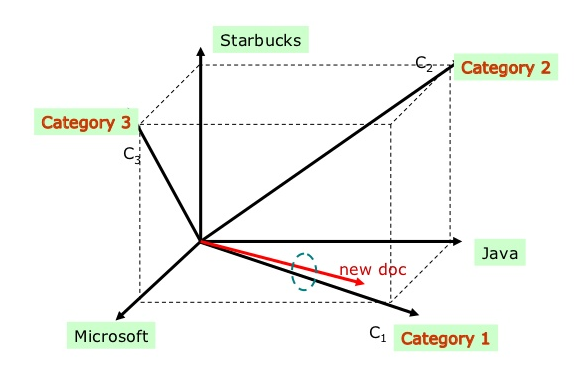 Starbucks
C2
Category 2
Category 3
C3
Java
new doc
Microsoft
C1
Category 1